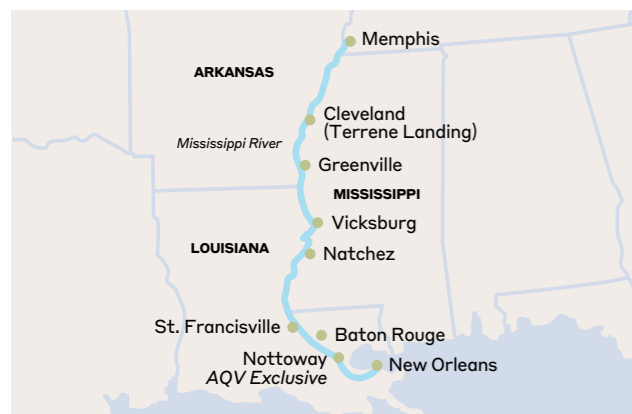 Memphis
ARKANSAS
Cleveland
(Terrene Landing)
Mississippi River
Greenville
MISSISSIPPI
Vicksburg
LOUISIANA
Natchez
St. Francisville
Baton Rouge
Nottoway
AQV Exclusive
New Orleans